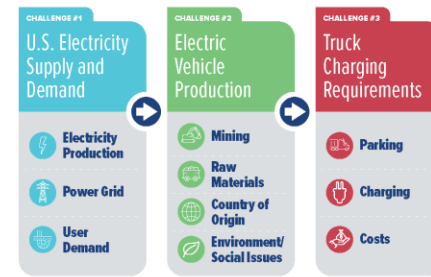 CHALLENGE #1
U.S. Electricity
Supply and
Demand
Electricity
Production
Power Grid
User
Demand
CHALLENGE #2
Electric
Vehicle
Production
Mining
Raw
Materials
Country of
Origin
Environment/
Social Issues
CHALLENGE #3
Truck
Charging
Requirements
Parking
Charging
Costs